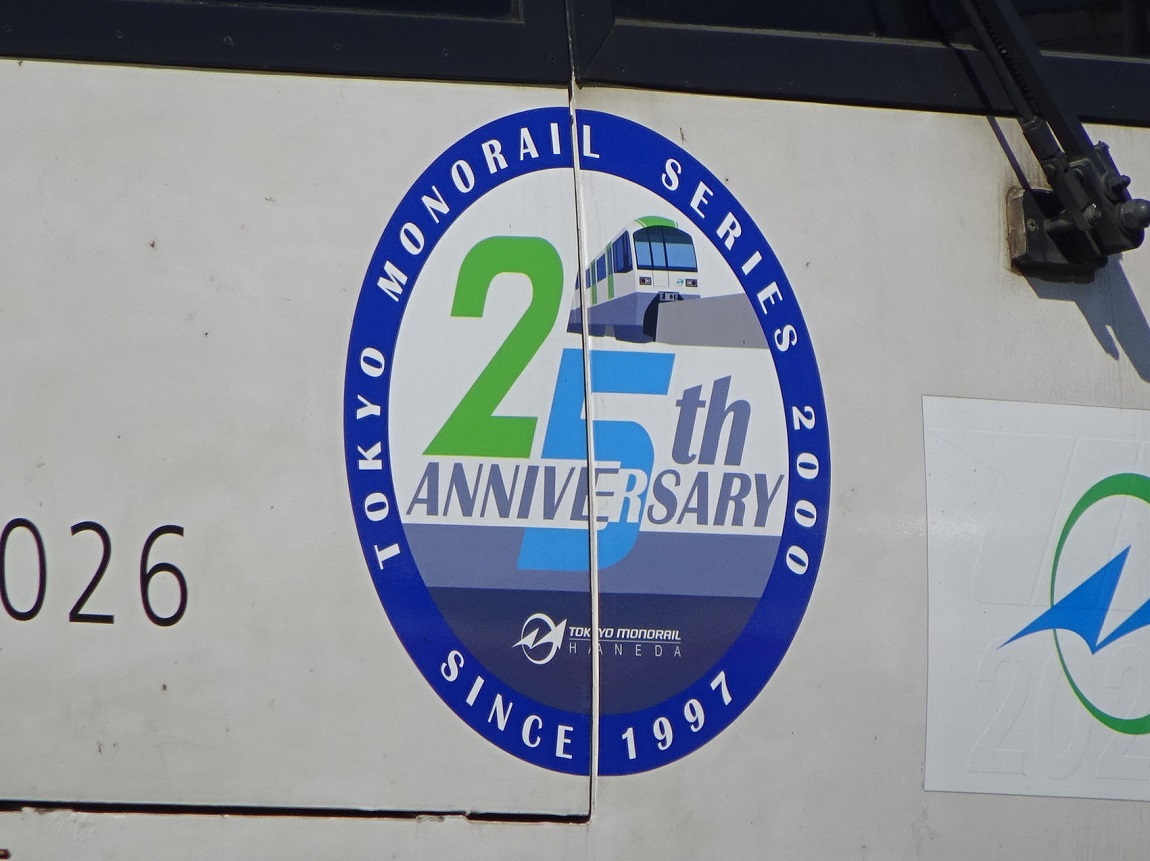 TOKYO MONORAIL SERIES 2000
25th
ANNIVERSARY
TOKYO MONORAIL
HANEDA
SINCE 1997
026